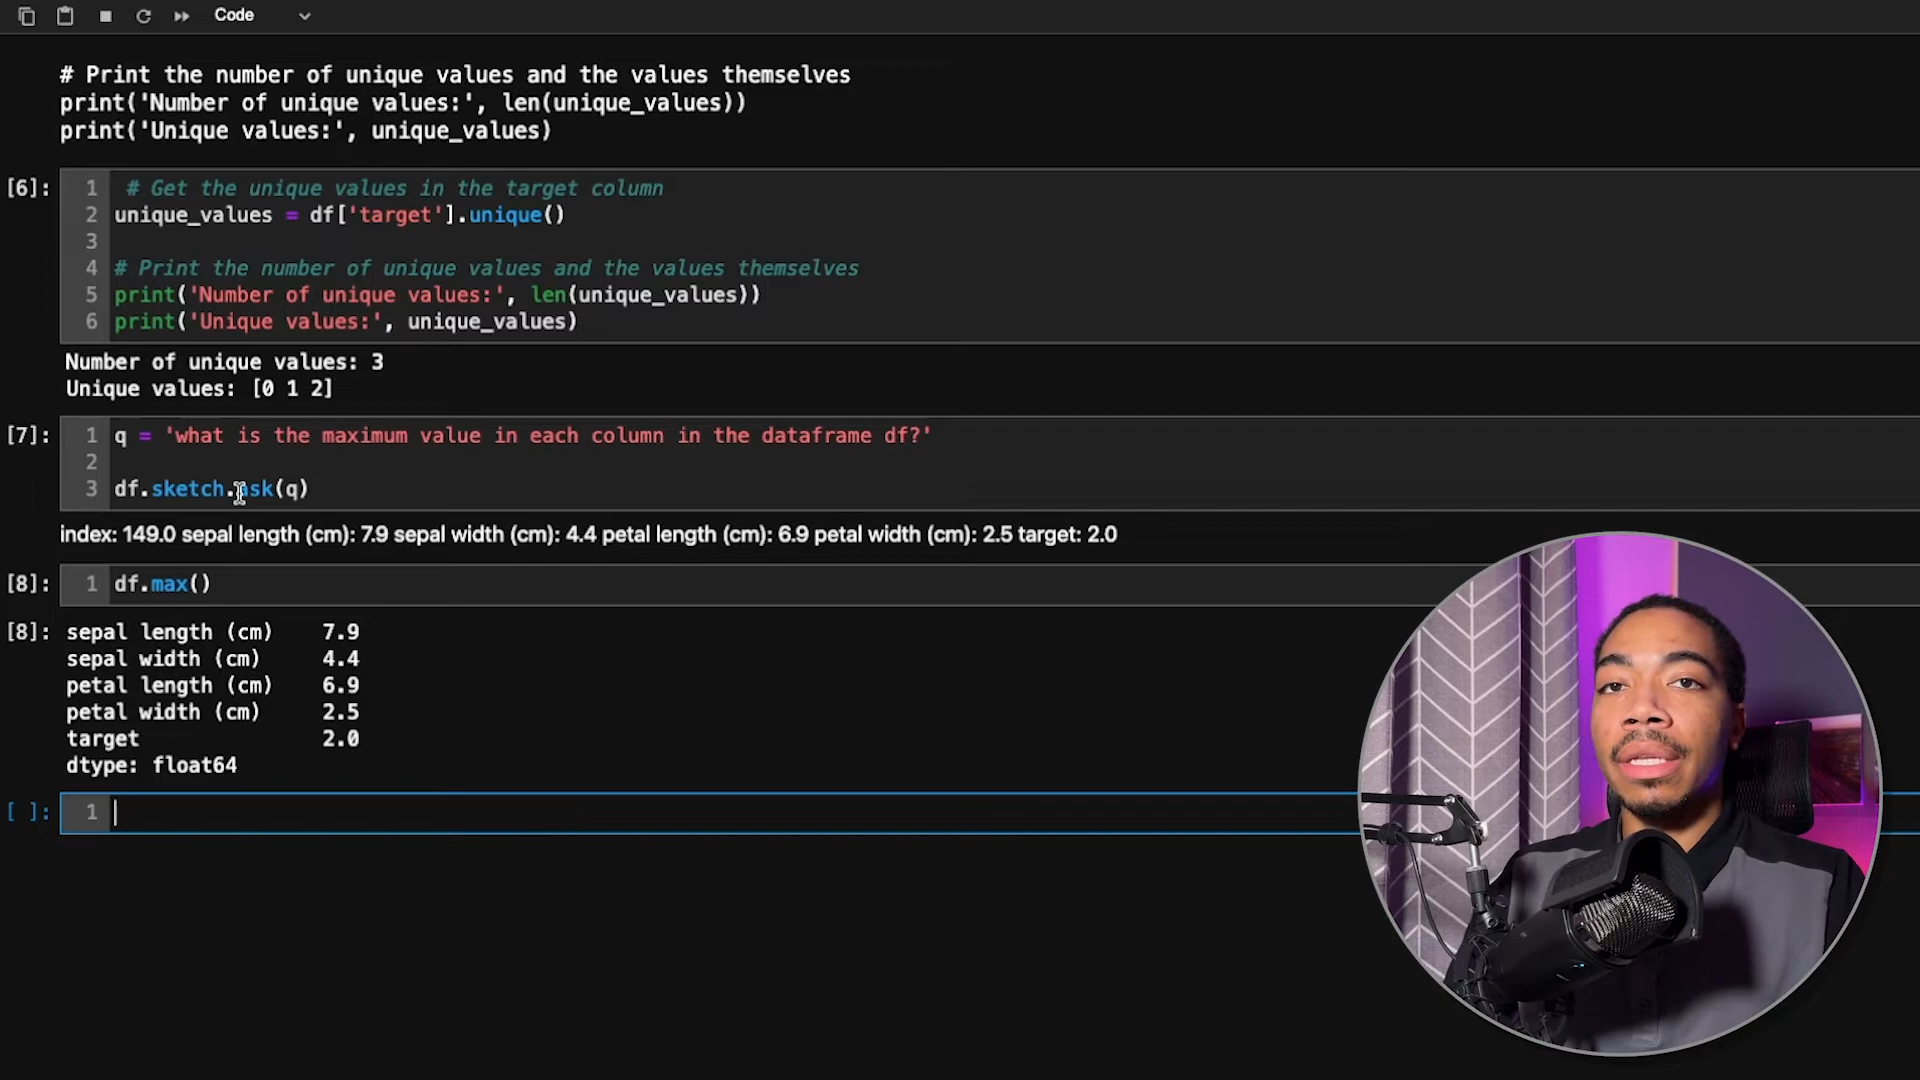 Code
# Print the number of unique values and the values themselves
print('Number of unique values:', len(unique_values))
print('Unique values:', unique_values)
[6]:
1 # Get the unique values in the target column
2 unique_values = df['target'].unique()
3
4 # Print the number of unique values and the values themselves
5 print('Number of unique values:', len(unique_values))
6 print('Unique values:', unique_values)
Number of unique values: 3
Unique values: [0 1 2]
[7]:
1 q = 'what is the maximum value in each column in the dataframe df?'
2
3 df.sketch.ask(q)
index: 149.0 sepal length (cm): 7.9 sepal width (cm): 4.4 petal length (cm): 6.9 petal width (cm): 2.5 target: 2.0
[8]: 1 df.max()
[8]: sepal length (cm) 7.9
sepal width (cm) 4.4
petal length (cm) 6.9
petal width (cm) 2.5
target 2.0
dtype: float64
[ ]: 1